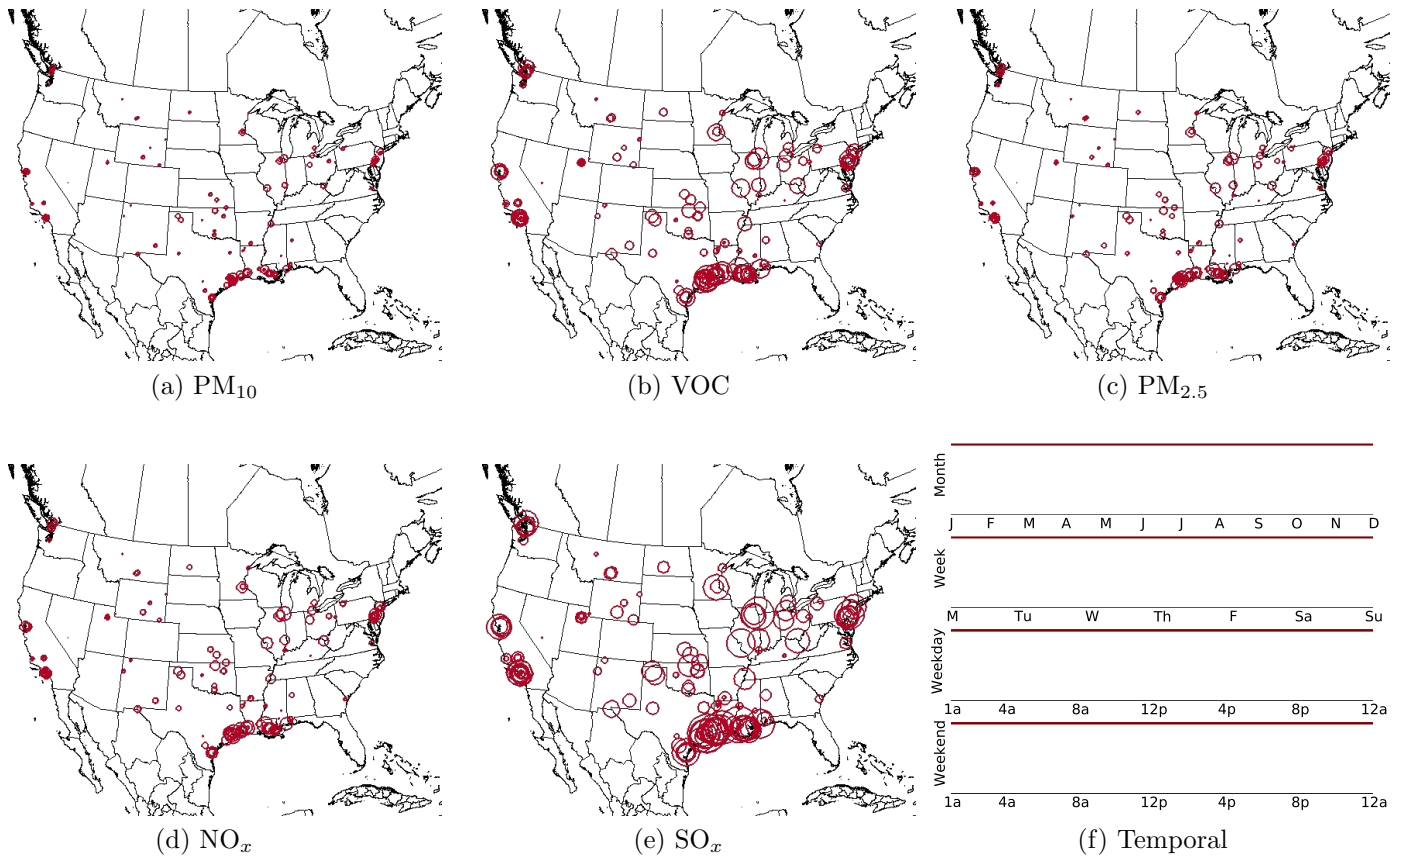 (a) PM₁₀
(b) VOC
(c) PM₂.₅
Month
J F M A M J J A S O N D
Week
M Tu W Th F Sa Su
Weekday
1a 4a 8a 12p 4p 8p 12a
Weekend
1a 4a 8a 12p 4p 8p 12a
(d) NOₓ
(e) SOₓ
(f) Temporal